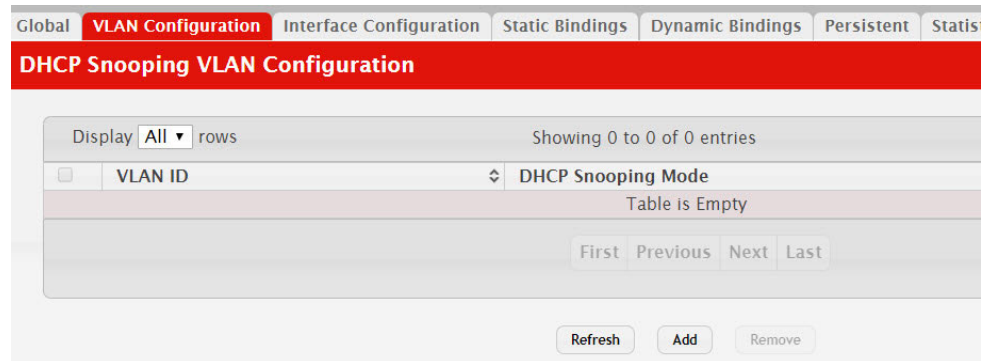 Global VLAN Configuration Interface Configuration Static Bindings Dynamic Bindings Persistent Statis
DHCP Snooping VLAN Configuration
Display All ▼ rows Showing 0 to 0 of 0 entries
VLAN ID DHCP Snooping Mode
Table is Empty
First Previous Next Last
Refresh Add Remove